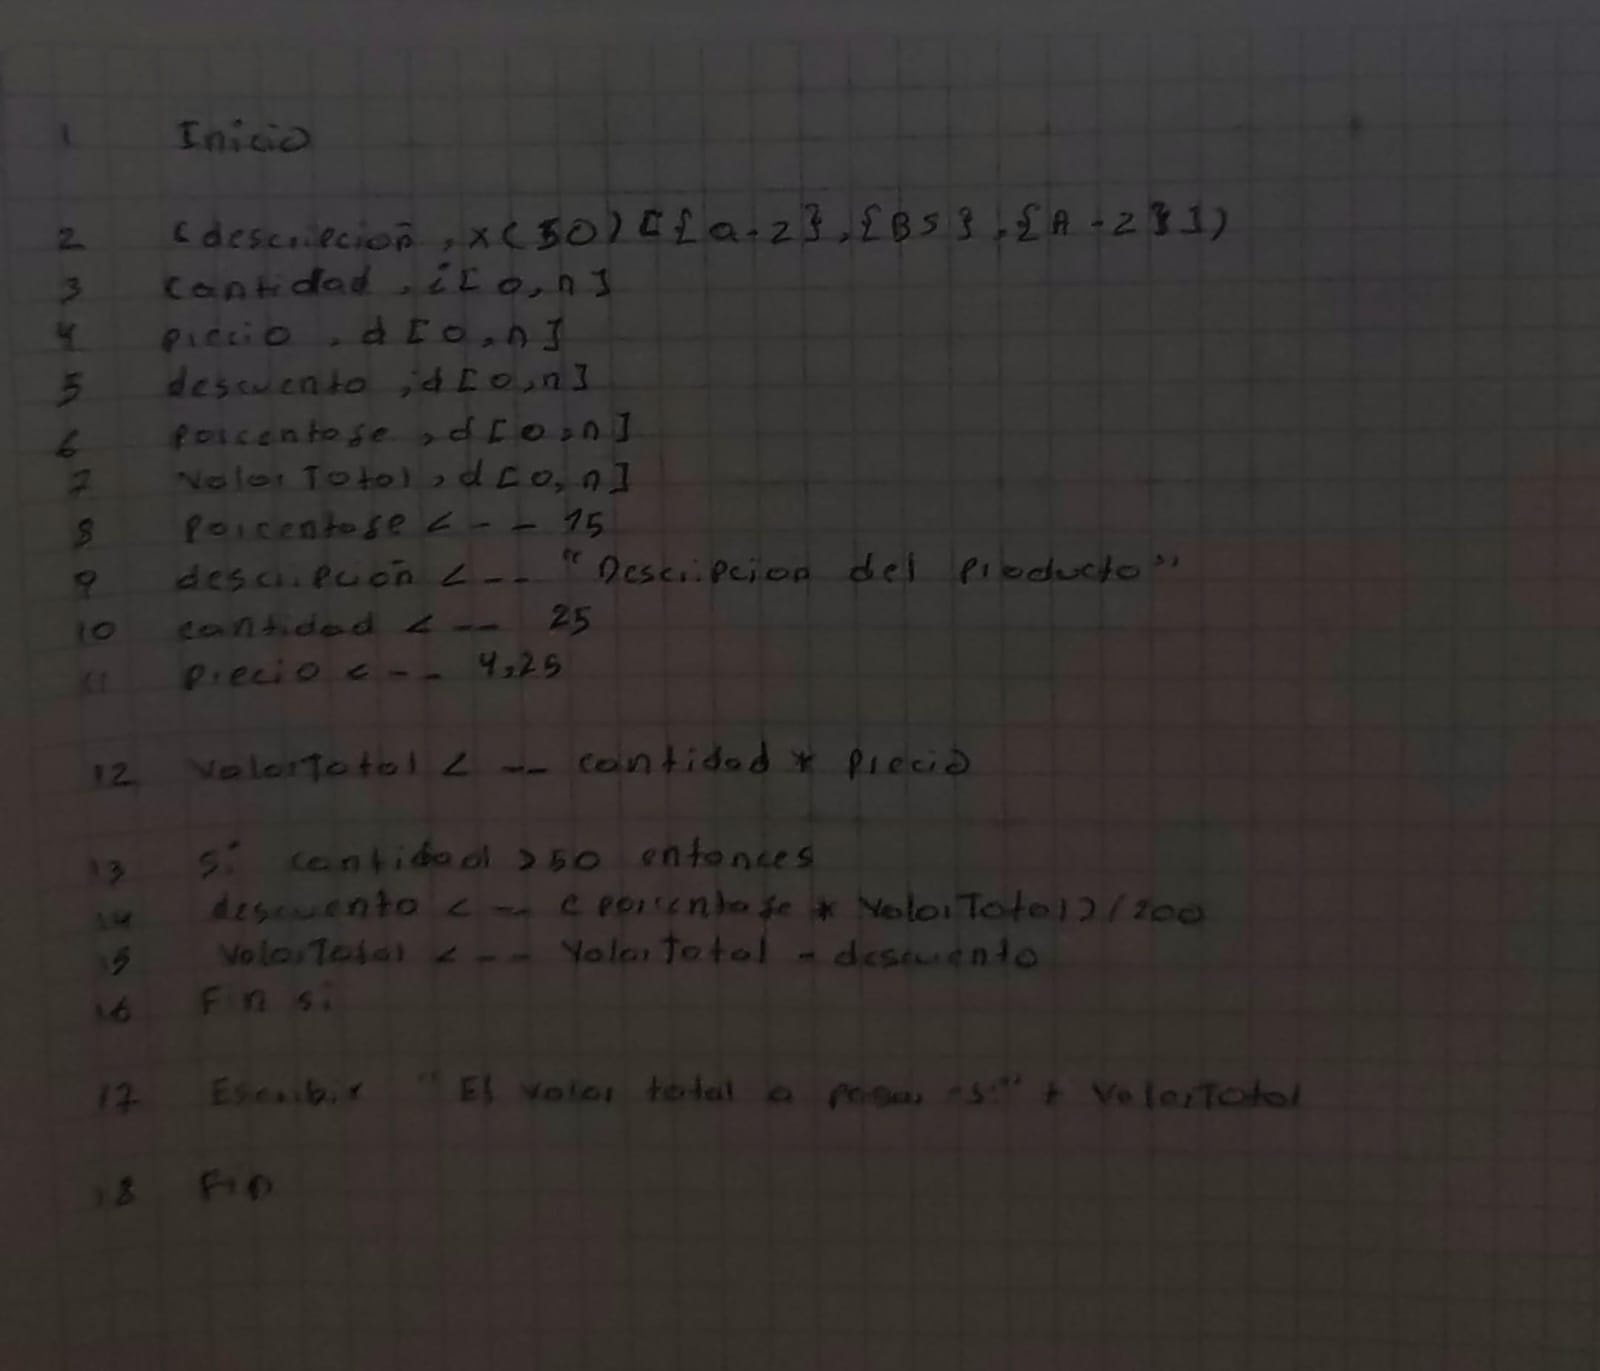 1 Inicio
2 (descripcion, x(50)[{a-z},{BS},{A-Z}])
3 cantidad, i[0,n]
4 precio, d[0,n]
5 descuento, d[0,n]
6 porcentaje, d[0,n]
7 ValorTotal, d[0,n]
8 porcentaje <-- 15
9 descripcion <-- "Descripcion del Producto"
10 cantidad <-- 25
11 precio <-- 4,25
12 ValorTotal <-- cantidad * precio
13 Si cantidad >50 entonces
14 descuento <-- (porcentaje * ValorTotal)/200
15 ValorTotal <-- ValorTotal - descuento
16 Fin si
17 Escribir "El valor total a pagar es:" + ValorTotal
18 Fin